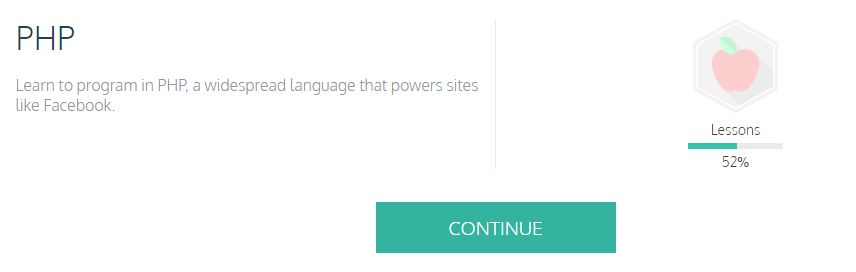 PHP
Learn to program in PHP, a widespread language that powers sites
like Facebook.
Lessons
52%
CONTINUE